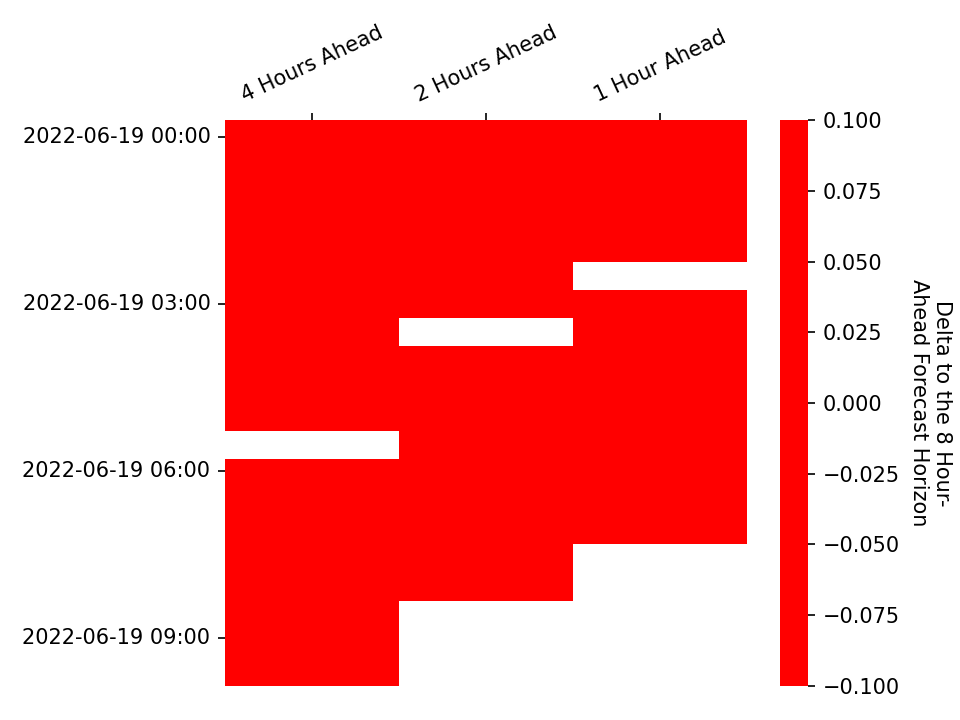 4 Hours Ahead
2 Hours Ahead
1 Hour Ahead
2022-06-19 00:00
2022-06-19 03:00
2022-06-19 06:00
2022-06-19 09:00
0.100
0.075
0.050
0.025
0.000
−0.025
−0.050
−0.075
−0.100
Delta to the 8 Hour-
Ahead Forecast Horizon